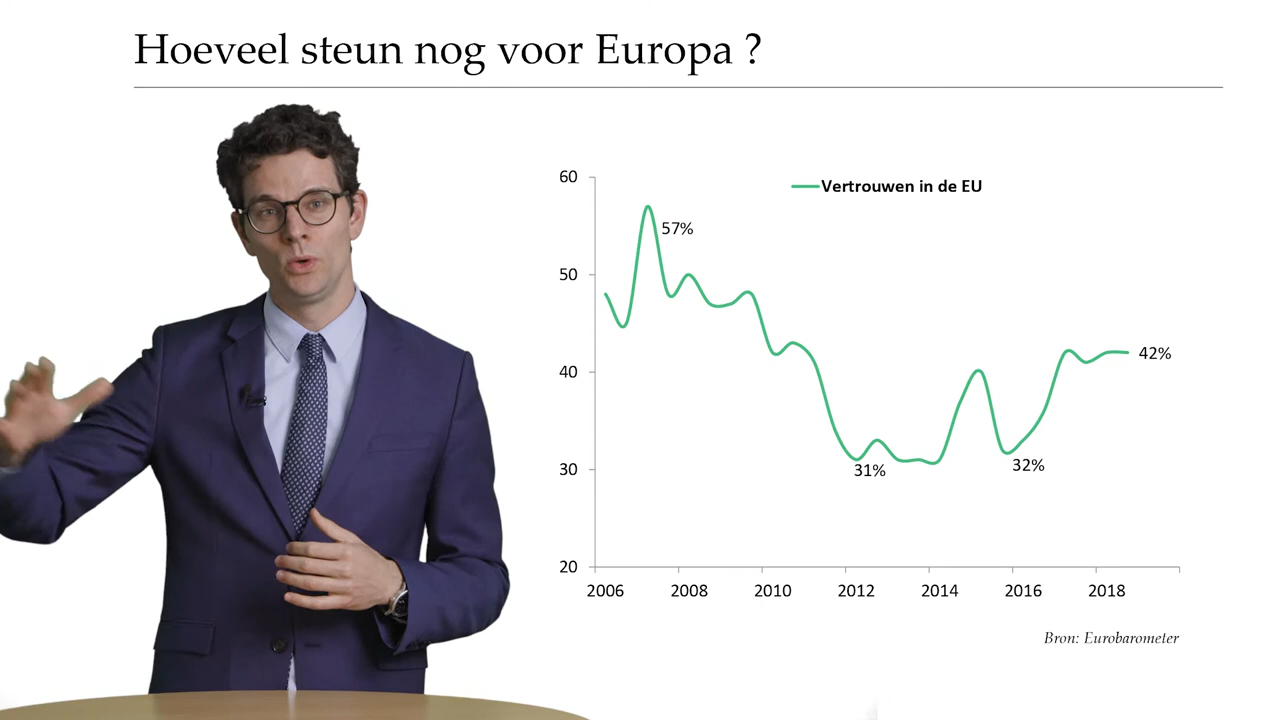 Hoeveel steun nog voor Europa ?
Vertrouwen in de EU
60
50
40
30
20
57%
31%
32%
42%
2006 2008 2010 2012 2014 2016 2018
Bron: Eurobarometer